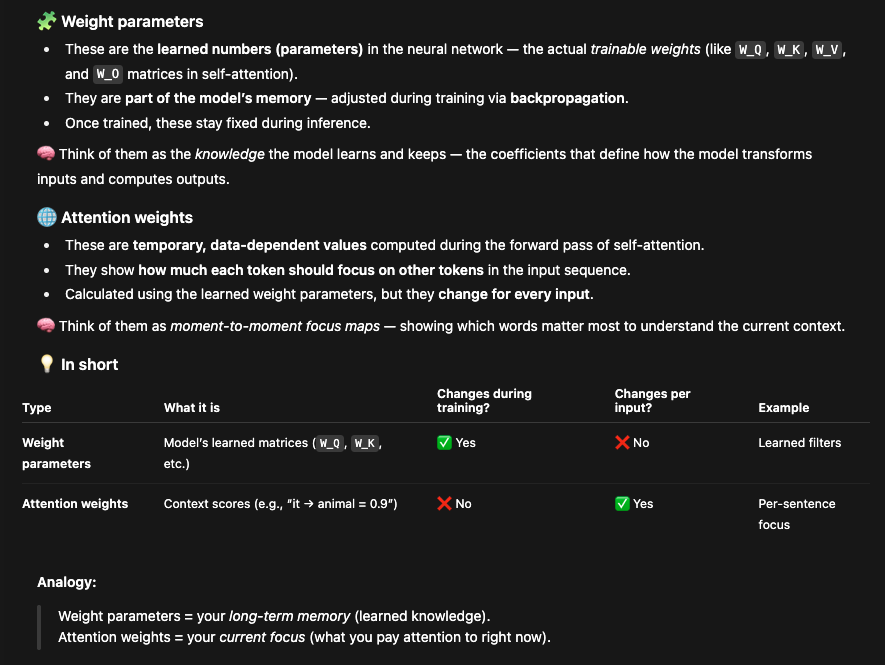 🧩 Weight parameters
• These are the learned numbers (parameters) in the neural network — the actual trainable weights (like W_Q, W_K, W_V,
and W_O matrices in self-attention).
• They are part of the model's memory — adjusted during training via backpropagation.
• Once trained, these stay fixed during inference.
🧠 Think of them as the knowledge the model learns and keeps — the coefficients that define how the model transforms
inputs and computes outputs.
🌐 Attention weights
• These are temporary, data-dependent values computed during the forward pass of self-attention.
• They show how much each token should focus on other tokens in the input sequence.
• Calculated using the learned weight parameters, but they change for every input.
🧠 Think of them as moment-to-moment focus maps — showing which words matter most to understand the current context.
💡 In short
Type What it is Changes during training? Changes per input? Example
Weight parameters Model's learned matrices (W_Q, W_K, etc.) ✅ Yes ❌ No Learned filters
Attention weights Context scores (e.g., "it → animal = 0.9") ❌ No ✅ Yes Per-sentence focus
Analogy:
Weight parameters = your long-term memory (learned knowledge).
Attention weights = your current focus (what you pay attention to right now).